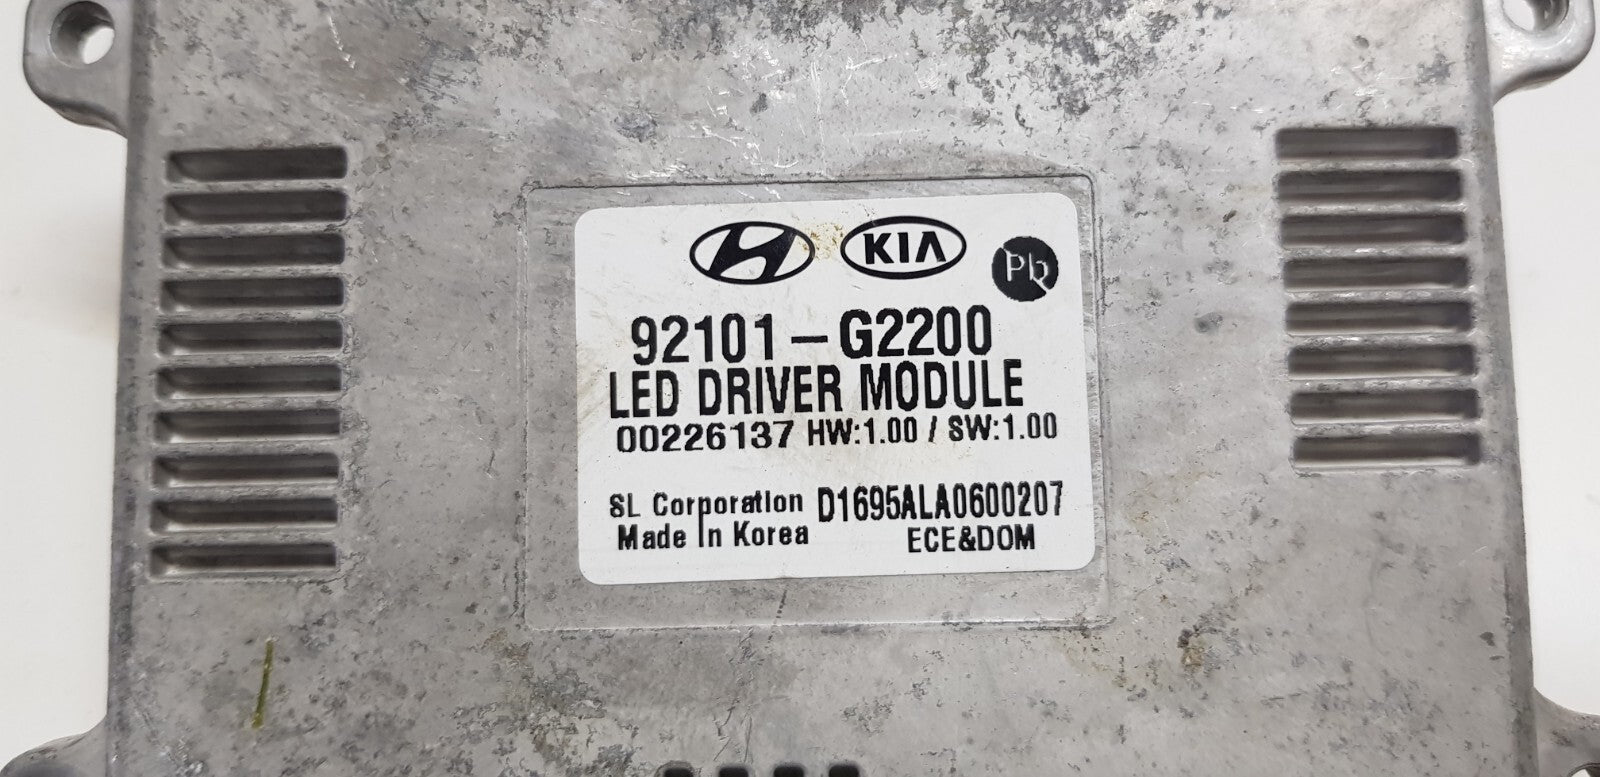 KIA Pb
92101-G2200
LED DRIVER MODULE
00226137 HW:1.00 / SW:1.00
SL Corporation D1695ALA0600207
Made In Korea ECE&DOM